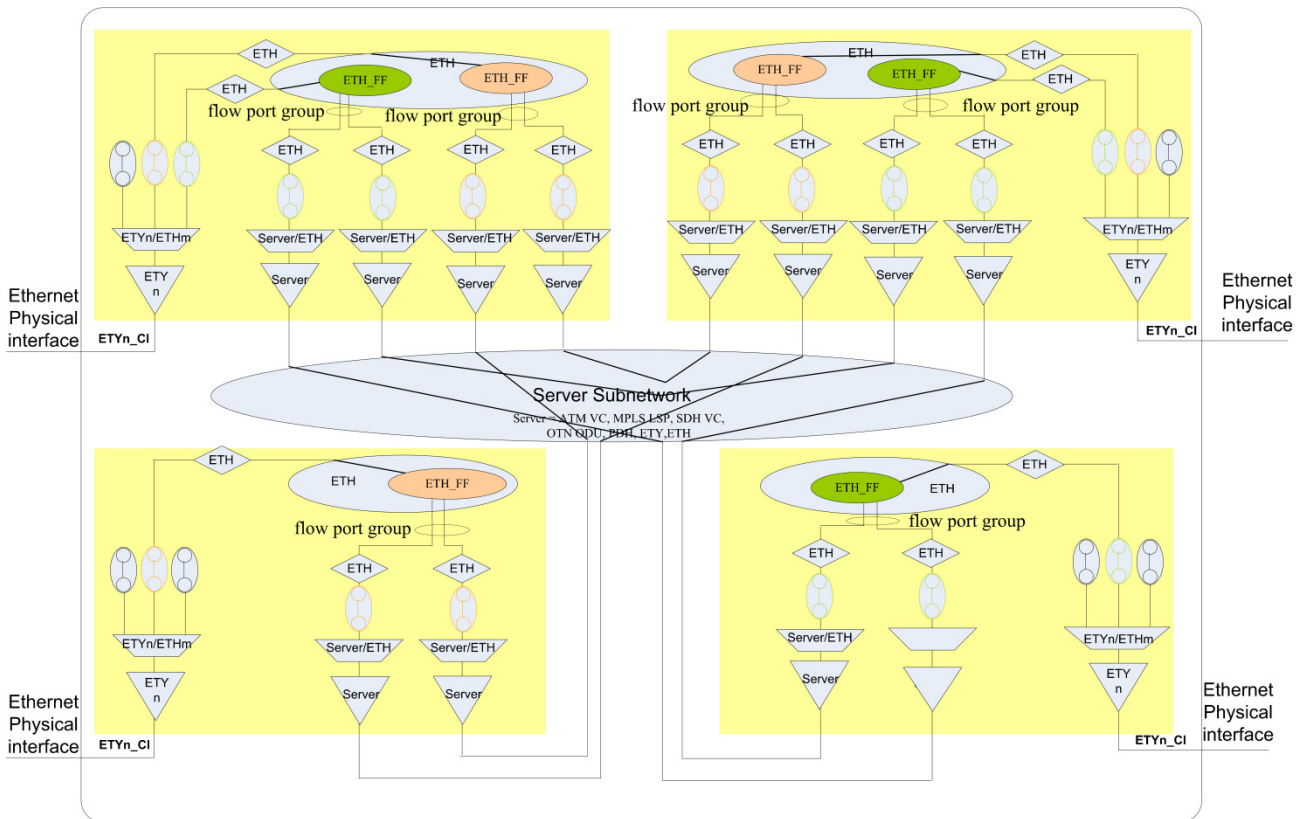 ETH
ETH
ETH_FF
ETH_FF
ETH
flow port group
flow port group
ETH
ETH
ETH
ETH
ETYn/ETHm
Server/ETH
Server/ETH
Server/ETH
Server/ETH
ETY
n
Server
Server
Server
Server
Ethernet
Physical
interface
ETYn_CI
ETH
ETH
ETH_FF
ETH_FF
ETH
flow port group
flow port group
ETH
ETH
ETH
ETH
Server/ETH
Server/ETH
Server/ETH
Server/ETH
ETYn/ETHm
Server
Server
Server
Server
ETY
n
Ethernet
Physical
interface
ETYn_CI
Server Subnetwork
Server = ATM VC, MPLS LSP, SDH VC,
OTN ODU, PDH, ETY,ETH
ETH
ETH
ETH_FF
flow port group
ETH
ETH
ETYn/ETHm
Server/ETH
Server/ETH
ETY
n
Server
Server
Ethernet
Physical
interface
ETYn_CI
ETH
ETH_FF
ETH
flow port group
ETH
ETH
Server/ETH
ETYn/ETHm
Server
ETY
n
Ethernet
Physical
interface
ETYn_CI